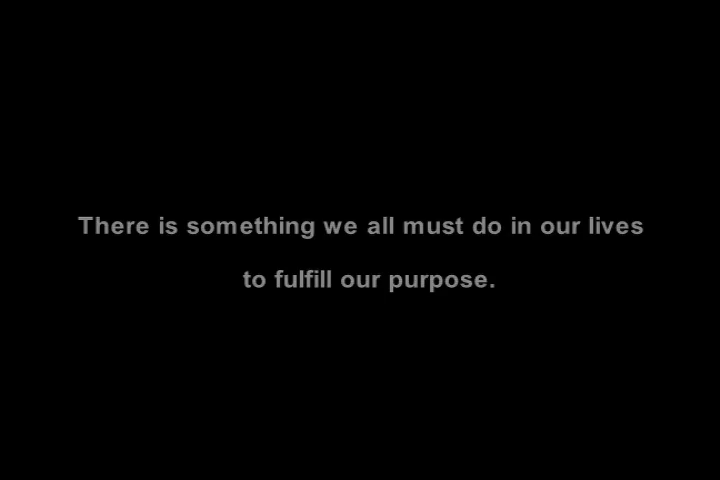 There is something we all must do in our lives
to fulfill our purpose.